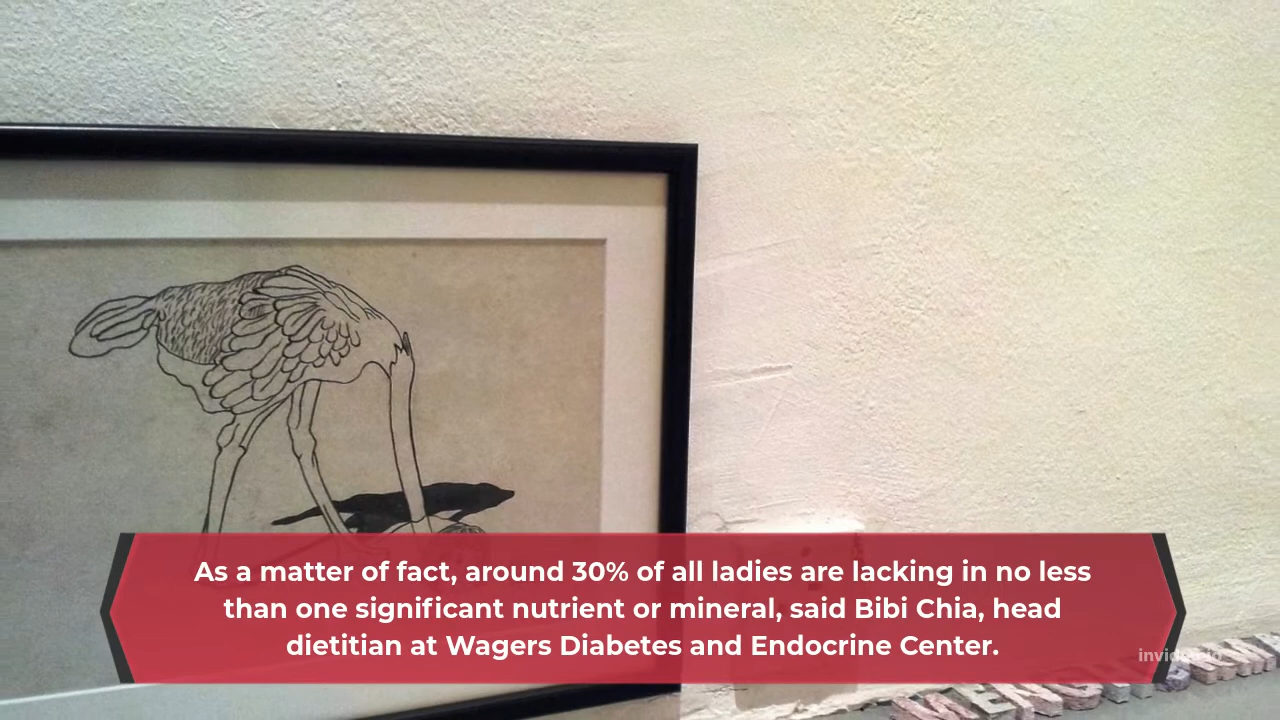 As a matter of fact, around 30% of all ladies are lacking in no less
than one significant nutrient or mineral, said Bibi Chia, head
dietitian at Wagers Diabetes and Endocrine Center.